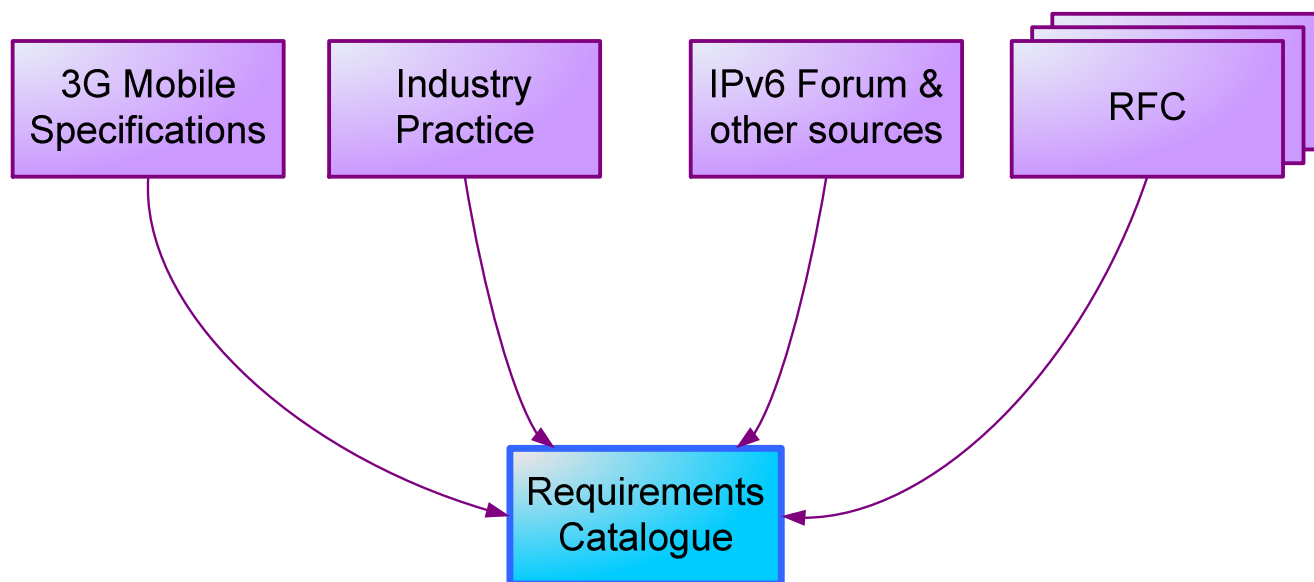 3G Mobile
Specifications
Industry
Practice
IPv6 Forum &
other sources
RFC
Requirements
Catalogue